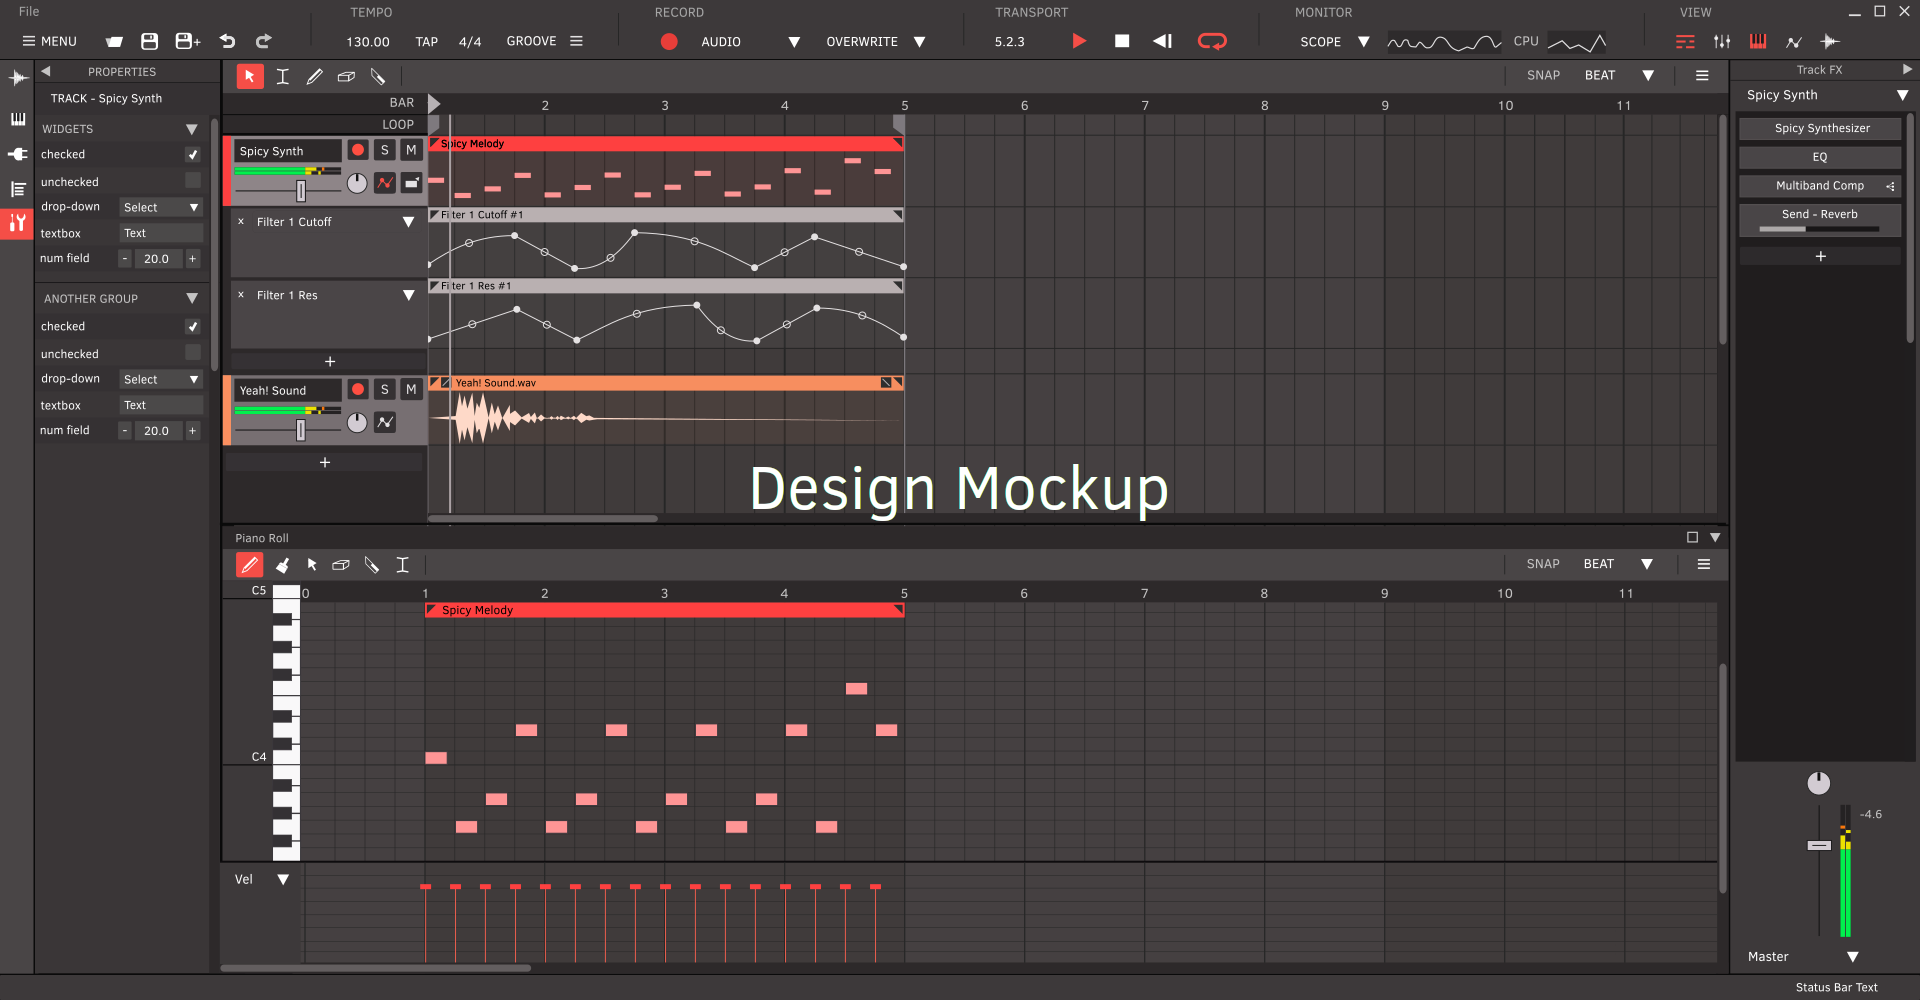 File
TEMPO
RECORD
TRANSPORT
MONITOR
VIEW
MENU
130.00
TAP
4/4
GROOVE
AUDIO
OVERWRITE
5.2.3
SCOPE
CPU
PROPERTIES
TRACK - Spicy Synth
WIDGETS
checked
unchecked
drop-down
Select
textbox
Text
num field
- 20.0 +
ANOTHER GROUP
checked
unchecked
drop-down
Select
textbox
Text
num field
- 20.0 +
SNAP
BEAT
BAR
2 3 4 5 6 7 8 9 10 11
LOOP
Spicy Synth
S M
Spicy Melody
x Filter 1 Cutoff
Filter 1 Cutoff #1
x Filter 1 Res
Filter 1 Res #1
+
Yeah! Sound
S M
Yeah! Sound.wav
+
Design Mockup
Piano Roll
SNAP
BEAT
C5
0 1 2 3 4 5 6 7 8 9 10 11
Spicy Melody
C4
Vel
Track FX
Spicy Synth
Spicy Synthesizer
EQ
Multiband Comp
Send - Reverb
+
-4.6
Master
Status Bar Text